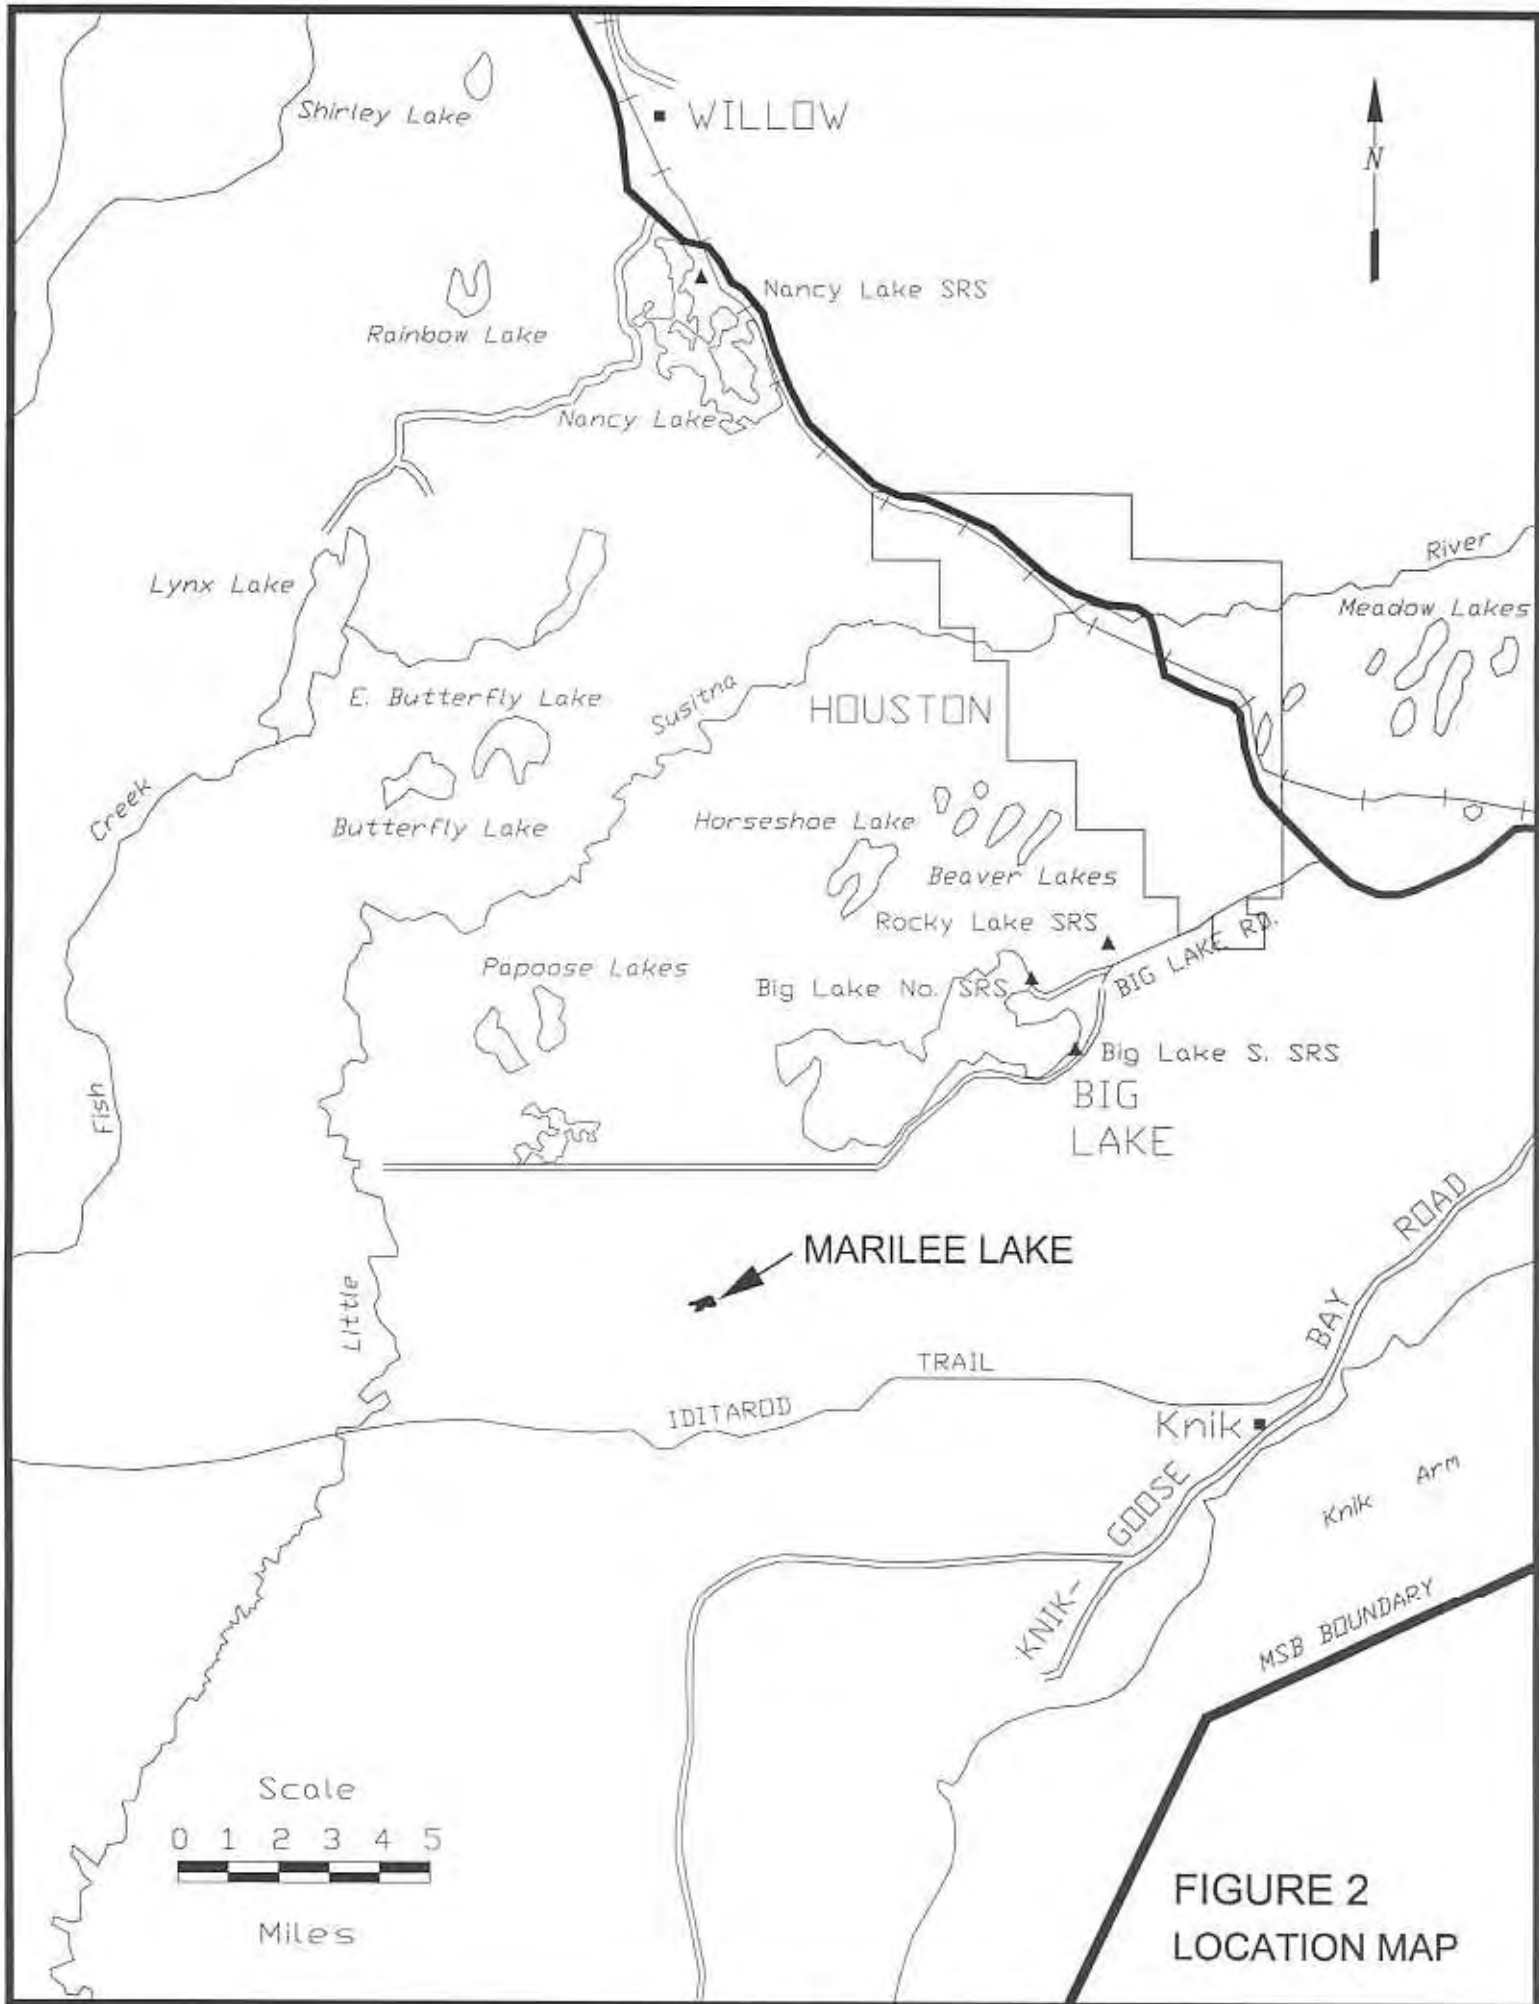 Shirley Lake
WILLOW
N
Nancy Lake SRS
Rainbow Lake
Nancy Lake
River
Lynx Lake
Meadow Lakes
E. Butterfly Lake
Susitna
HOUSTON
Creek
Butterfly Lake
Horseshoe Lake
Beaver Lakes
Rocky Lake SRS
BIG LAKE RD.
Papoose Lakes
Big Lake No. SRS
Big Lake S. SRS
Fish
BIG
LAKE
ROAD
MARILEE LAKE
Little
BAY
TRAIL
IDITAROD
Knik
GOOSE
Knik Arm
KNIK-
MSB BOUNDARY
Scale
0 1 2 3 4 5
Miles
FIGURE 2
LOCATION MAP